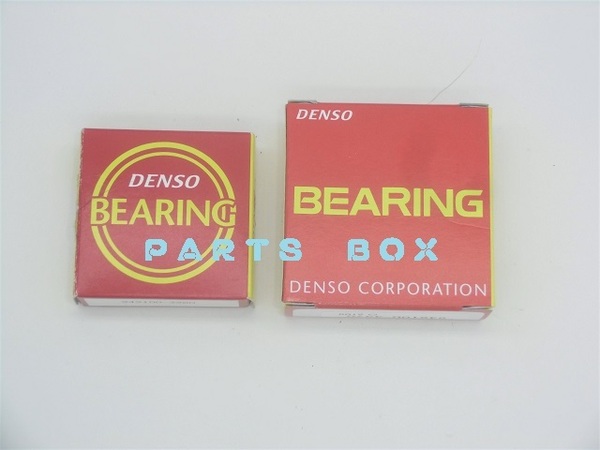 DENSO
BEARING
DENSO
BEARING
DENSO CORPORATION
PARTS BOX